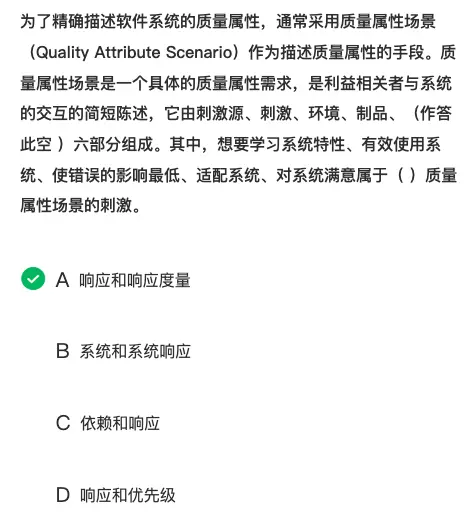 为了精确描述软件系统的质量属性，通常采用质量属性场景
（Quality Attribute Scenario）作为描述质量属性的手段。质
量属性场景是一个具体的质量属性需求，是利益相关者与系统
的交互的简短陈述，它由刺激源、刺激、环境、制品、（作答
此空 ）六部分组成。其中，想要学习系统特性、有效使用系
统、使错误的影响最低、适配系统、对系统满意属于（ ）质量
属性场景的刺激。
A 响应和响应度量
B 系统和系统响应
C 依赖和响应
D 响应和优先级